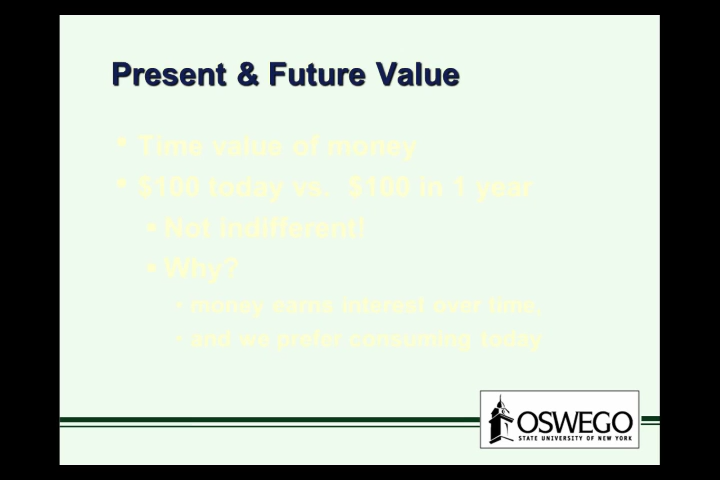 Present & Future Value
• Time value of money
• $100 today vs. $100 in 1 year
• Not indifferent!
• Why?
• money earns interest over time,
• and we prefer consuming today
OSWEGO
STATE UNIVERSITY OF NEW YORK